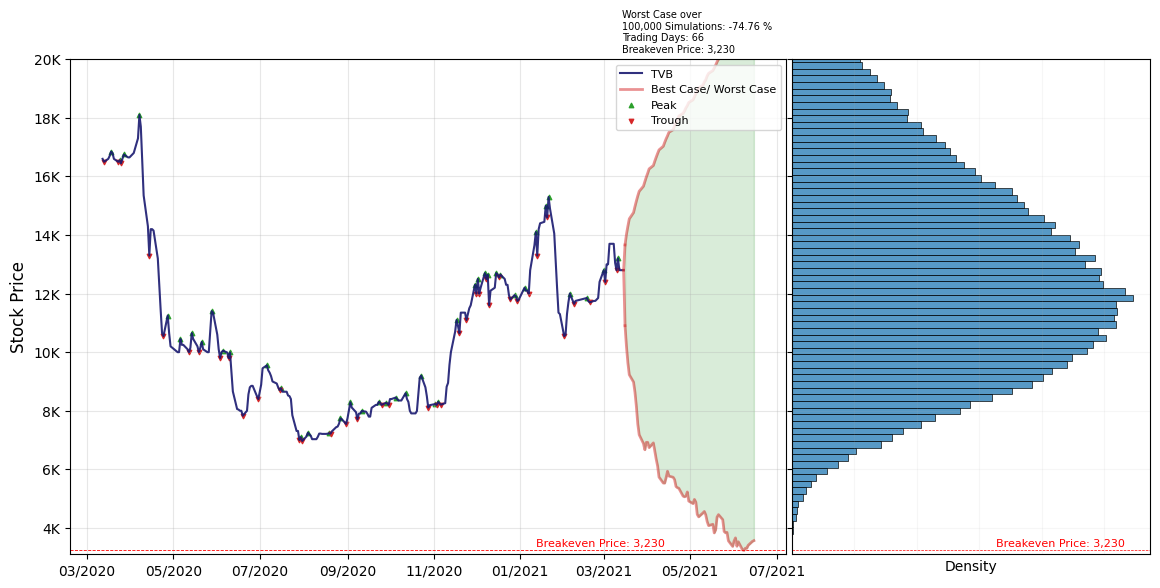 Worst Case over
100,000 Simulations: -74.76 %
Trading Days: 66
Breakeven Price: 3,230
TVB
Best Case/ Worst Case
Peak
Trough
Stock Price
20K
18K
16K
14K
12K
10K
8K
6K
4K
Breakeven Price: 3,230
Breakeven Price: 3,230
03/2020 05/2020 07/2020 09/2020 11/2020 01/2021 03/2021 05/2021 07/2021
Density